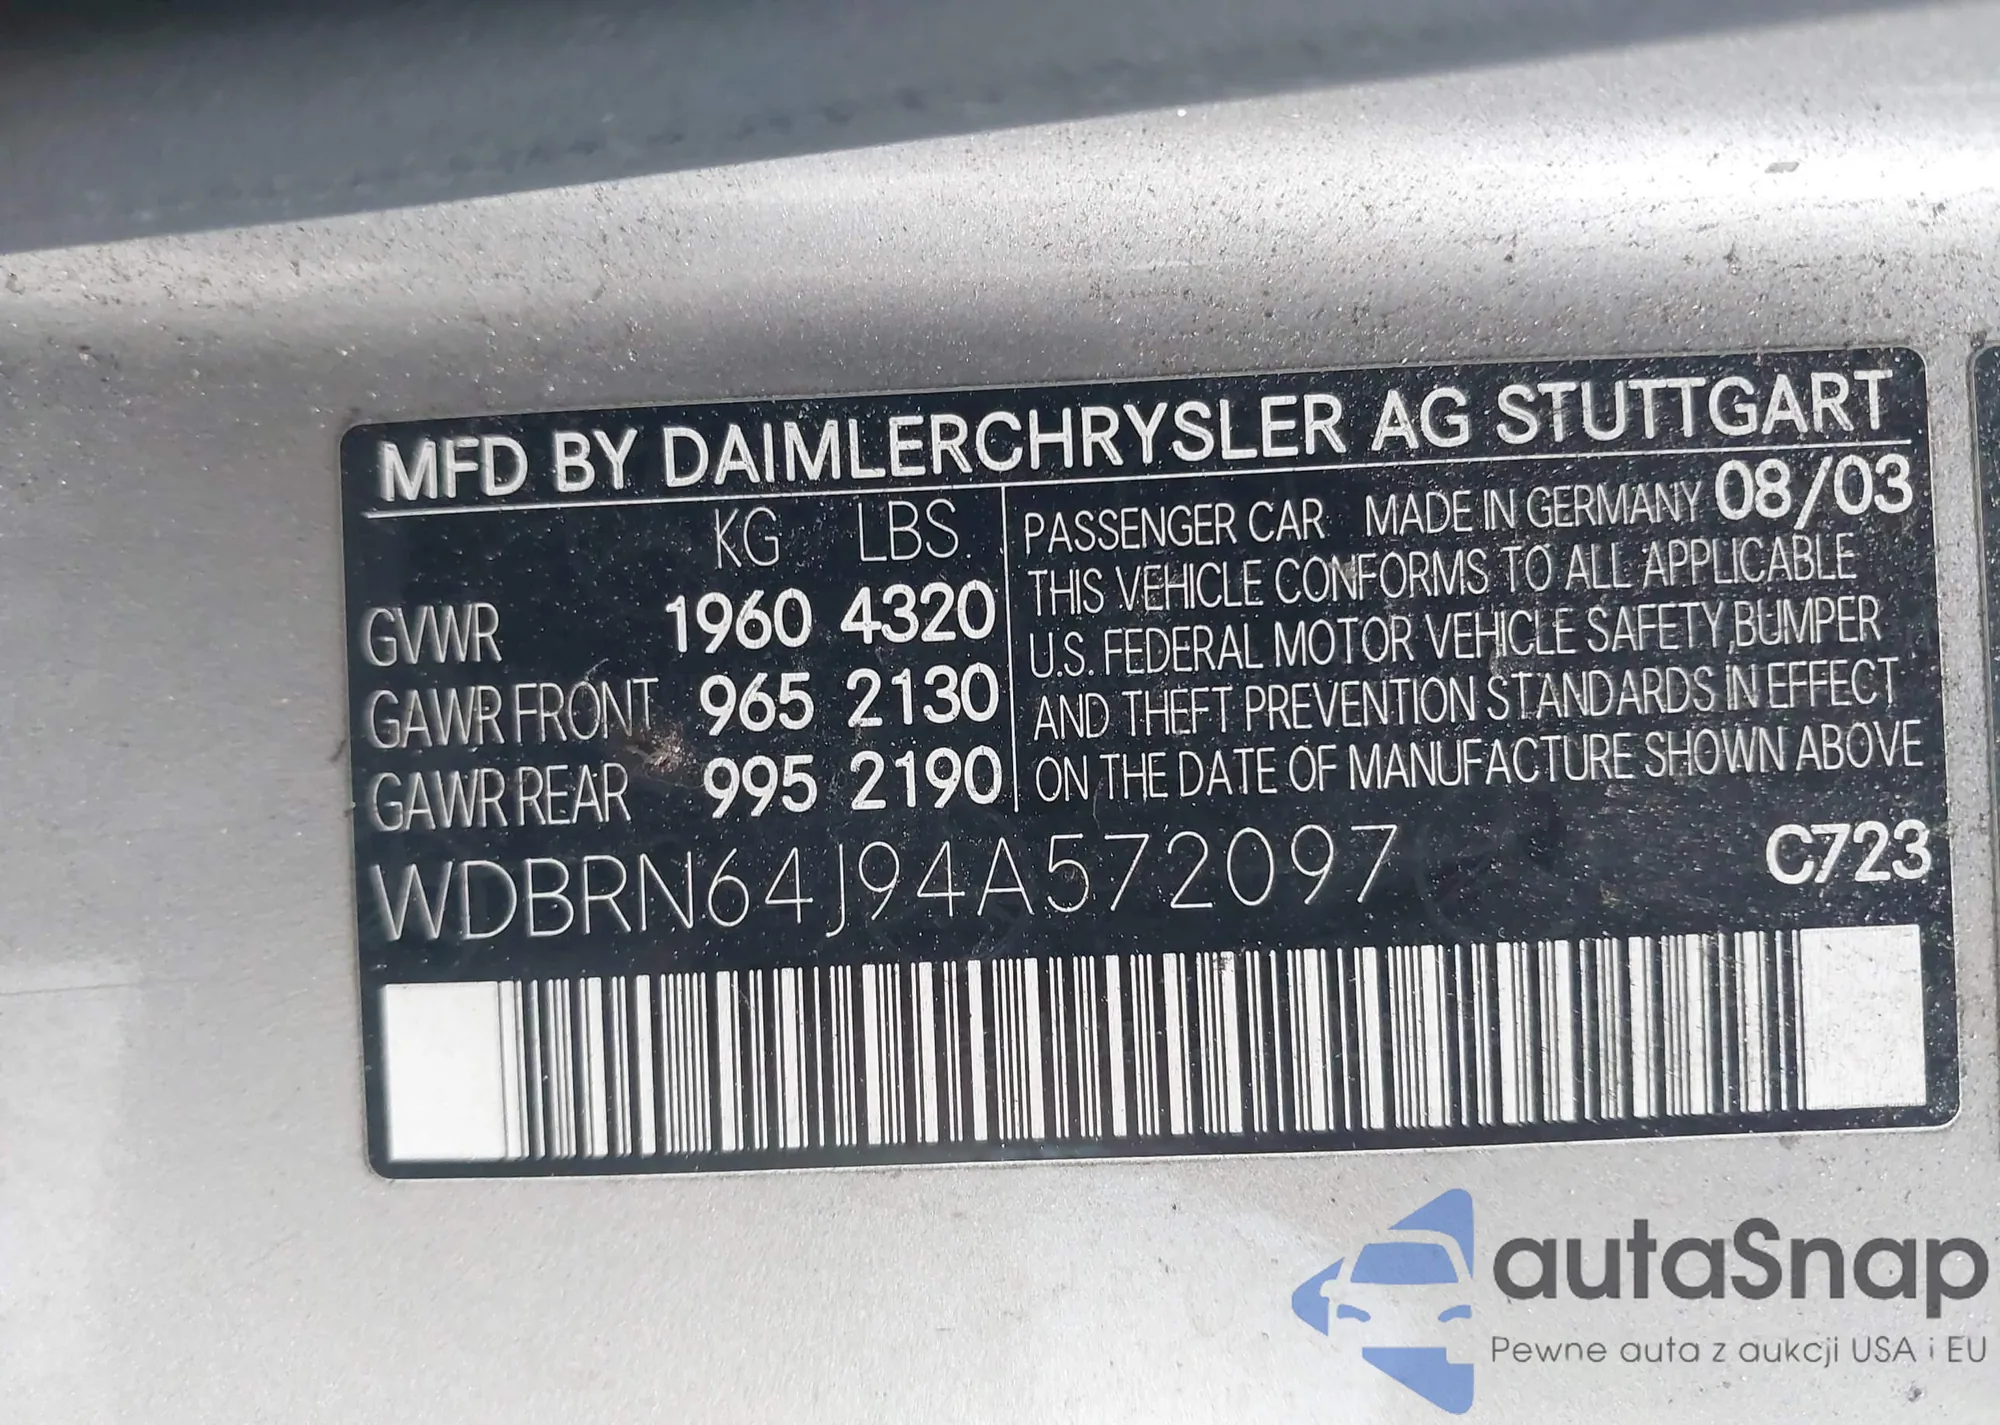 MFD BY DAIMLERCHRYSLER AG STUTTGART
KG LBS.
GVWR 1960 4320
GAWR FRONT 965 2130
GAWR REAR 995 2190
PASSENGER CAR MADE IN GERMANY 08/03
THIS VEHICLE CONFORMS TO ALL APPLICABLE
U.S. FEDERAL MOTOR VEHICLE SAFETY, BUMPER
AND THEFT PREVENTION STANDARDS IN EFFECT
ON THE DATE OF MANUFACTURE SHOWN ABOVE
WDBRN64J94A572097 C723
autaSnap
Pewne auta z aukcji USA i EU